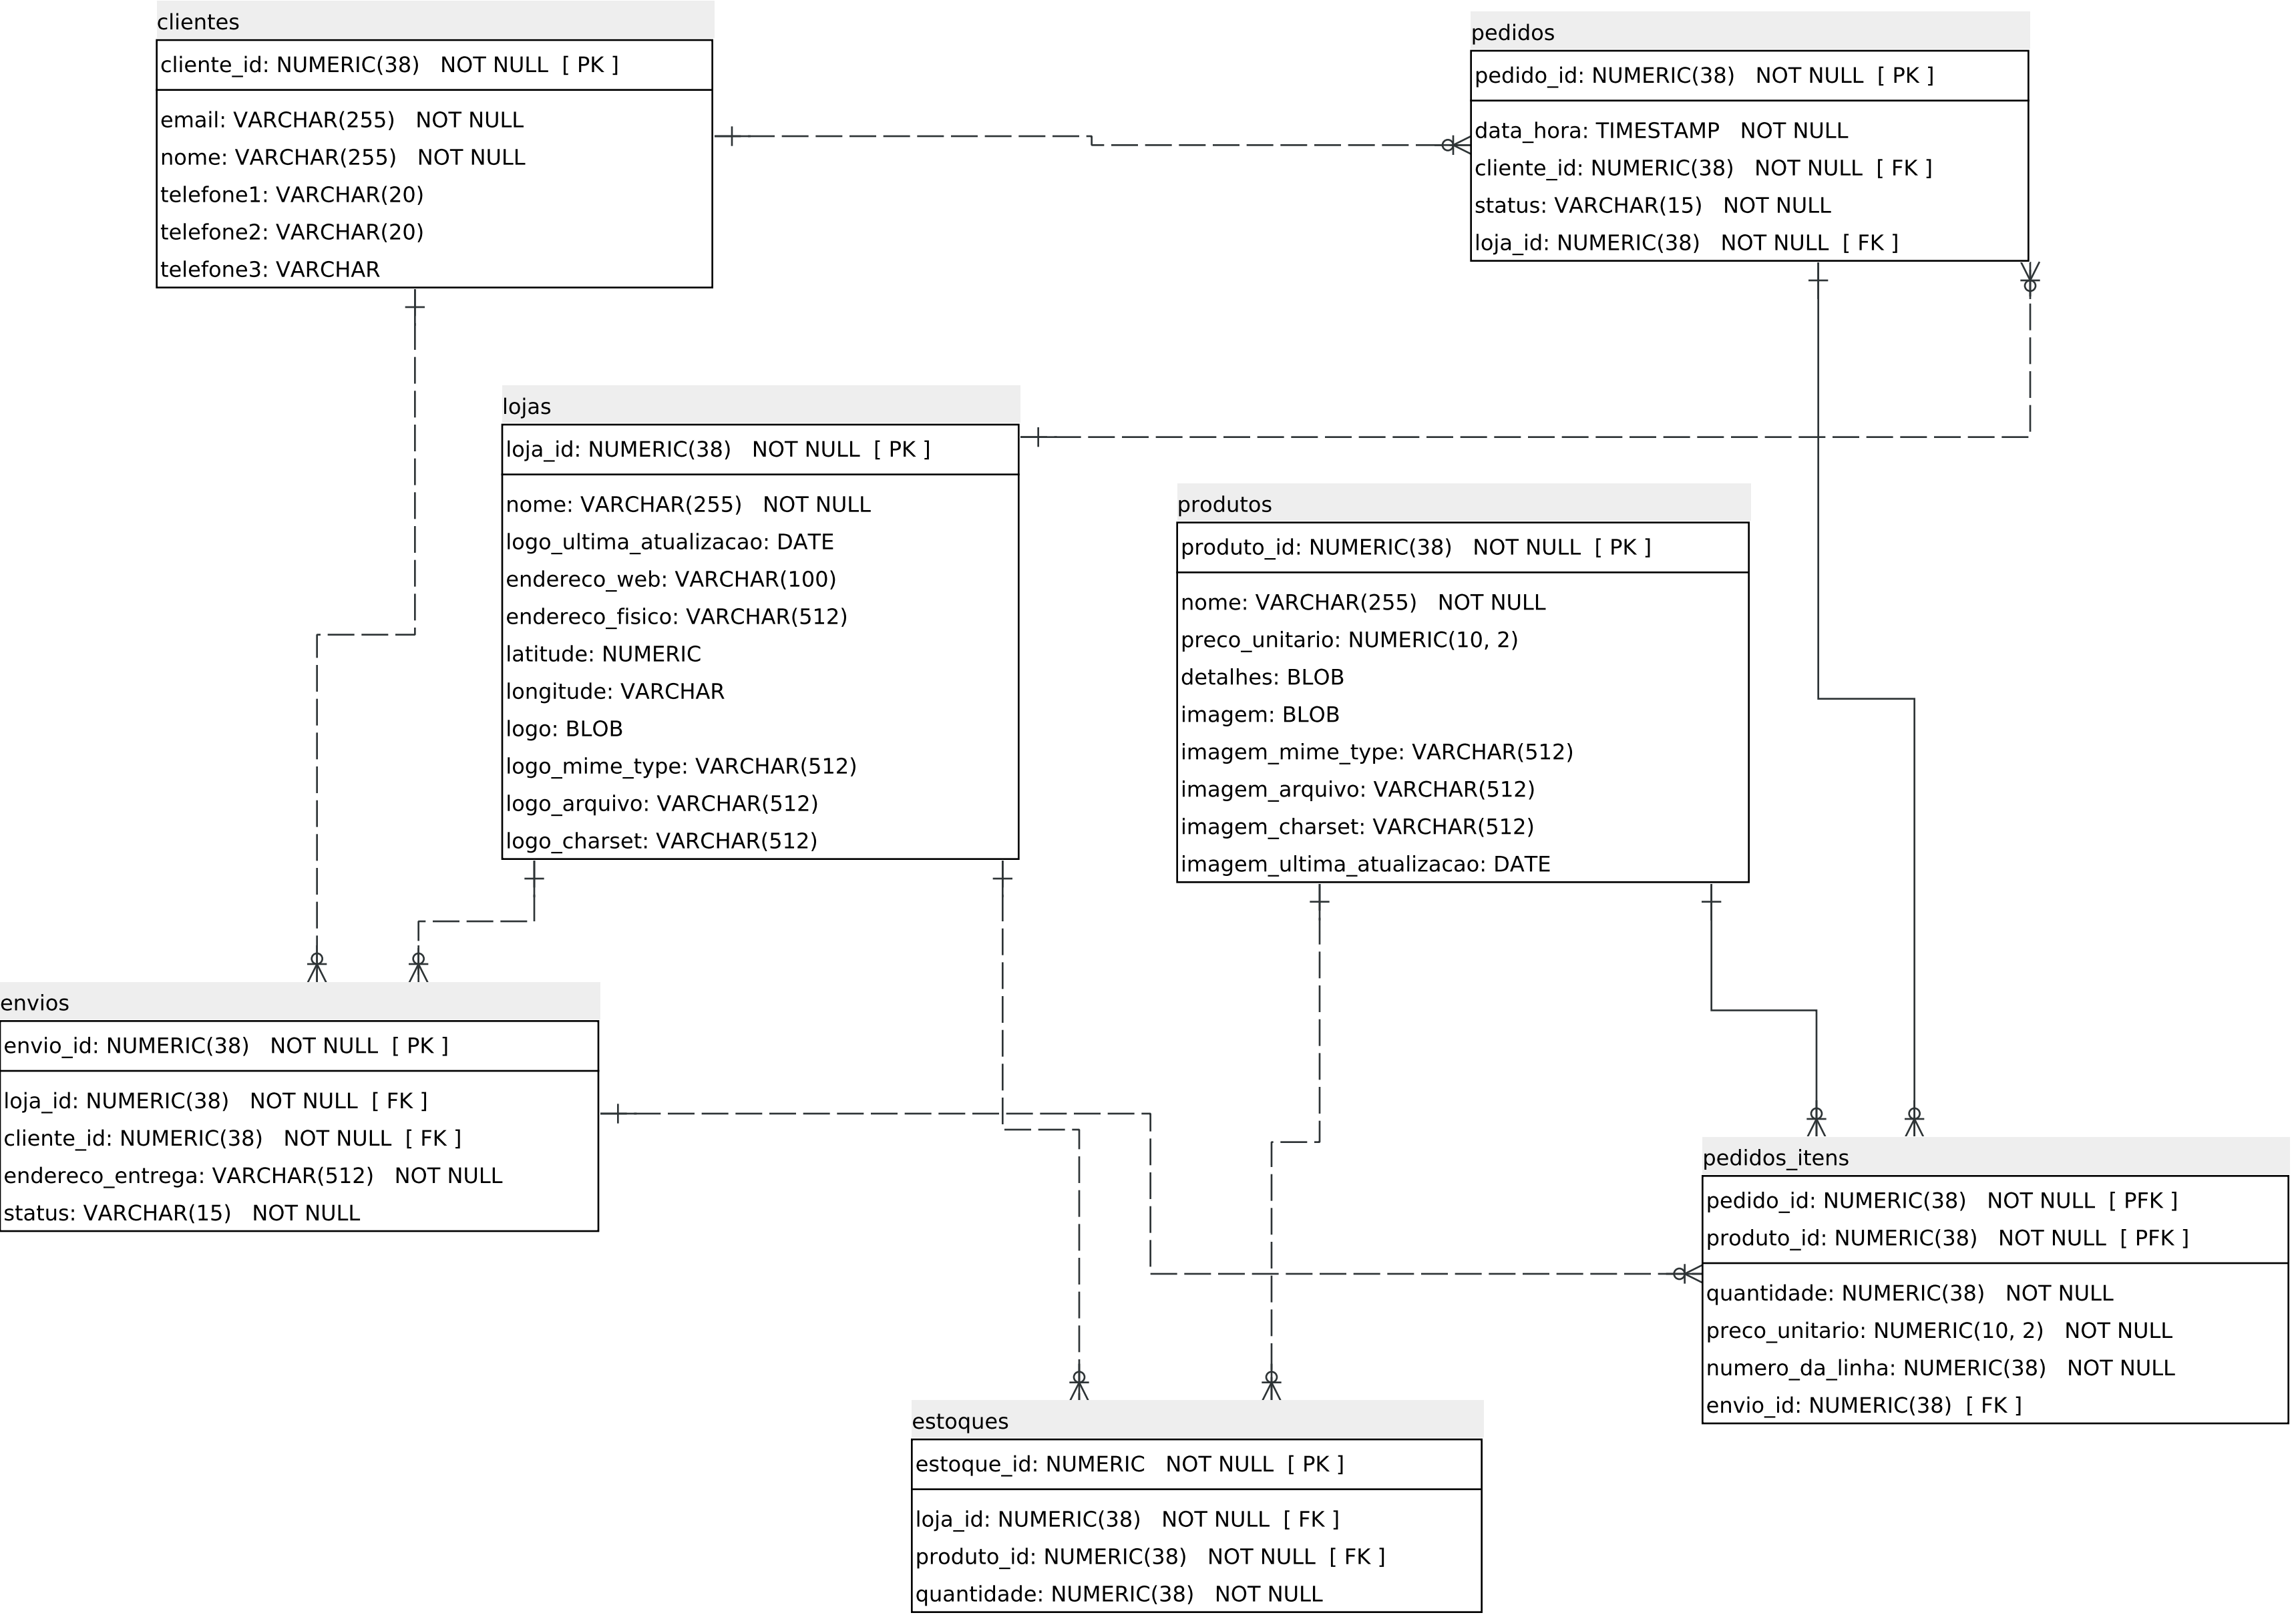 clientes
cliente_id: NUMERIC(38) NOT NULL [ PK ]
email: VARCHAR(255) NOT NULL
nome: VARCHAR(255) NOT NULL
telefone1: VARCHAR(20)
telefone2: VARCHAR(20)
telefone3: VARCHAR
pedidos
pedido_id: NUMERIC(38) NOT NULL [ PK ]
data_hora: TIMESTAMP NOT NULL
cliente_id: NUMERIC(38) NOT NULL [ FK ]
status: VARCHAR(15) NOT NULL
loja_id: NUMERIC(38) NOT NULL [ FK ]
lojas
loja_id: NUMERIC(38) NOT NULL [ PK ]
nome: VARCHAR(255) NOT NULL
logo_ultima_atualizacao: DATE
endereco_web: VARCHAR(100)
endereco_fisico: VARCHAR(512)
latitude: NUMERIC
longitude: VARCHAR
logo: BLOB
logo_mime_type: VARCHAR(512)
logo_arquivo: VARCHAR(512)
logo_charset: VARCHAR(512)
produtos
produto_id: NUMERIC(38) NOT NULL [ PK ]
nome: VARCHAR(255) NOT NULL
preco_unitario: NUMERIC(10, 2)
detalhes: BLOB
imagem: BLOB
imagem_mime_type: VARCHAR(512)
imagem_arquivo: VARCHAR(512)
imagem_charset: VARCHAR(512)
imagem_ultima_atualizacao: DATE
envios
envio_id: NUMERIC(38) NOT NULL [ PK ]
loja_id: NUMERIC(38) NOT NULL [ FK ]
cliente_id: NUMERIC(38) NOT NULL [ FK ]
endereco_entrega: VARCHAR(512) NOT NULL
status: VARCHAR(15) NOT NULL
pedidos_itens
pedido_id: NUMERIC(38) NOT NULL [ PFK ]
produto_id: NUMERIC(38) NOT NULL [ PFK ]
quantidade: NUMERIC(38) NOT NULL
preco_unitario: NUMERIC(10, 2) NOT NULL
numero_da_linha: NUMERIC(38) NOT NULL
envio_id: NUMERIC(38) [ FK ]
estoques
estoque_id: NUMERIC NOT NULL [ PK ]
loja_id: NUMERIC(38) NOT NULL [ FK ]
produto_id: NUMERIC(38) NOT NULL [ FK ]
quantidade: NUMERIC(38) NOT NULL